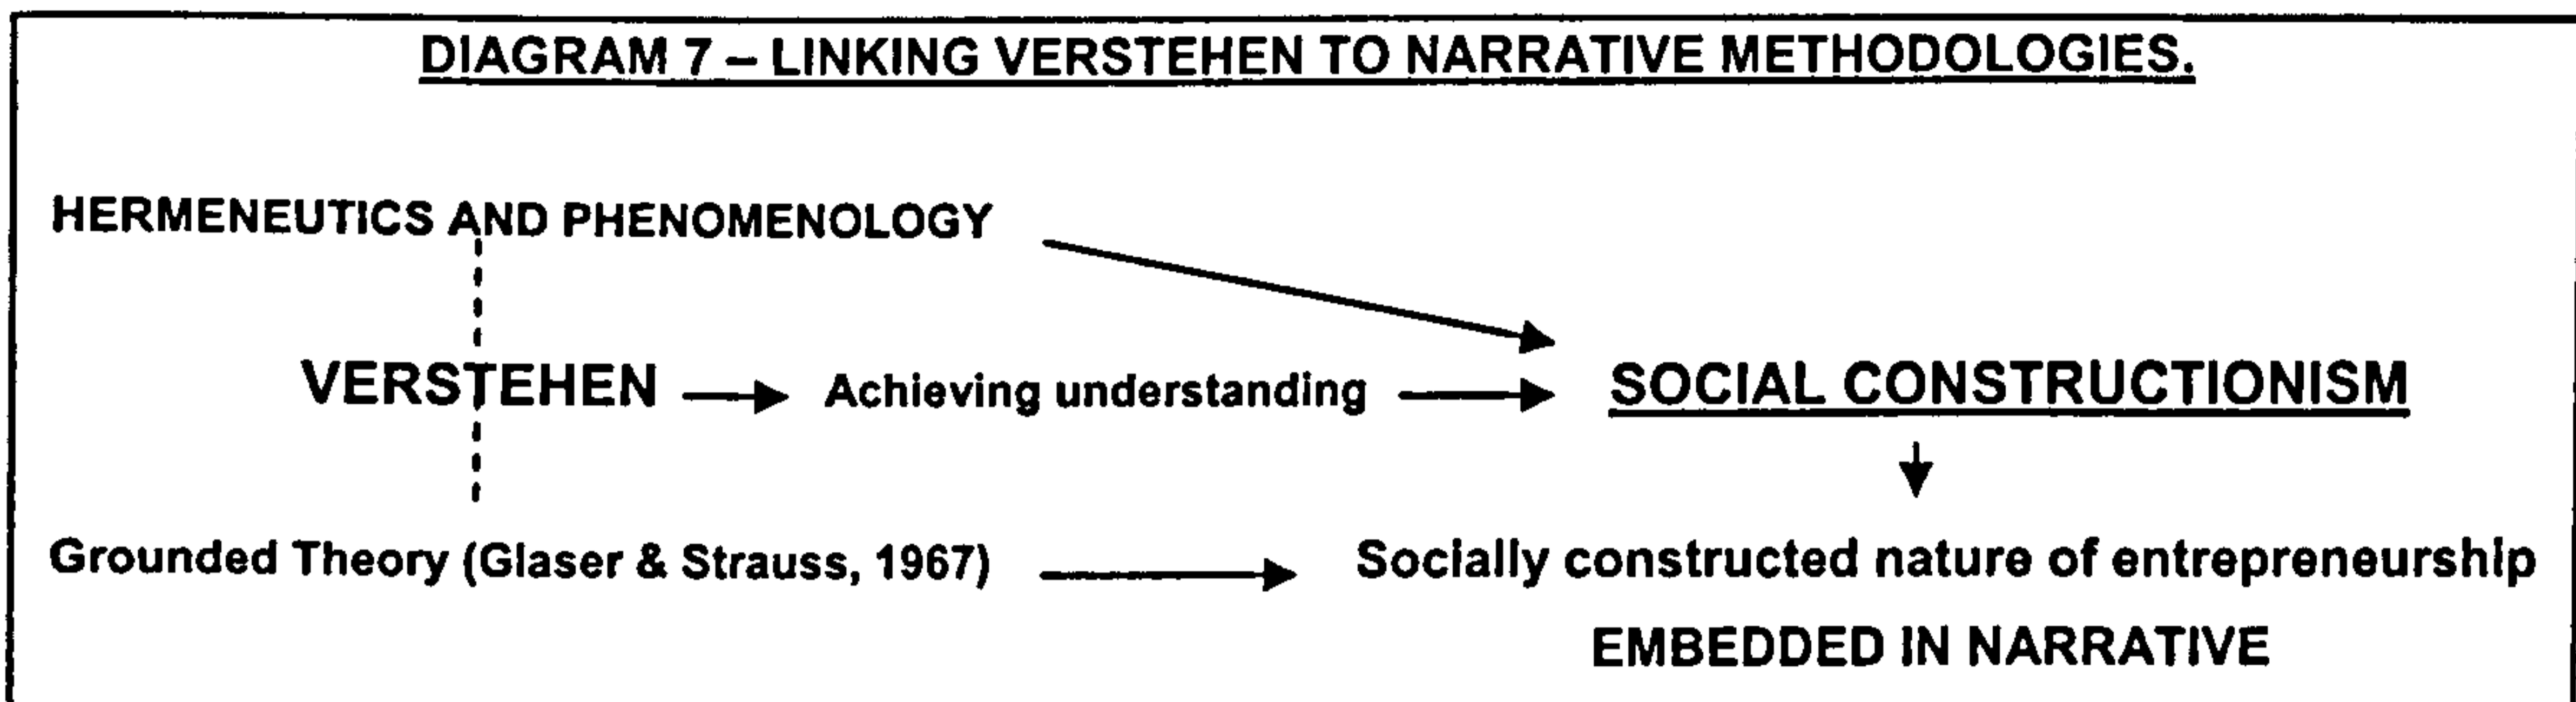 DIAGRAM 7 – LINKING VERSTEHEN TO NARRATIVE METHODOLOGIES.
HERMENEUTICS AND PHENOMENOLOGY
VERSTEHEN Achieving understanding SOCIAL CONSTRUCTIONISM
Grounded Theory (Glaser & Strauss, 1967) Socially constructed nature of entrepreneurship
EMBEDDED IN NARRATIVE